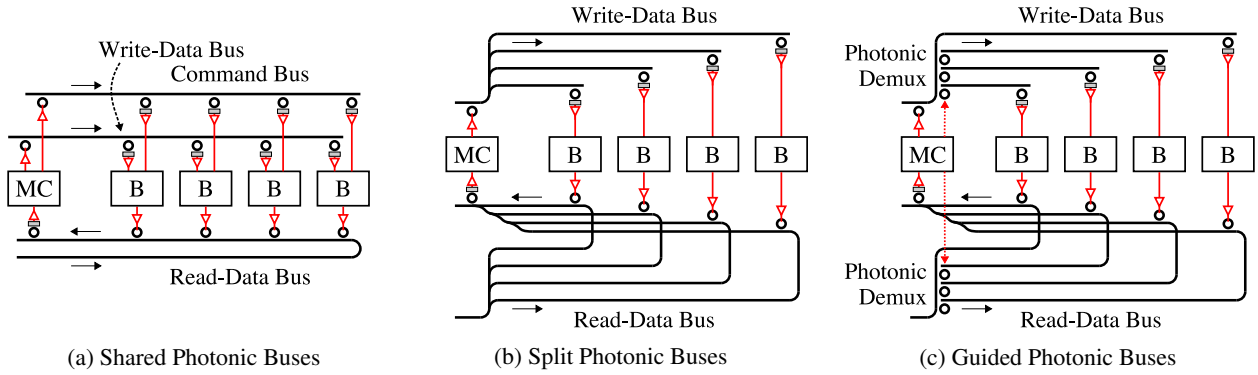 Write-Data Bus
Command Bus
MC
B
B
B
B
Read-Data Bus
(a) Shared Photonic Buses
Write-Data Bus
MC
B
B
B
B
Read-Data Bus
(b) Split Photonic Buses
Write-Data Bus
Photonic
Demux
MC
B
B
B
B
Photonic
Demux
Read-Data Bus
(c) Guided Photonic Buses